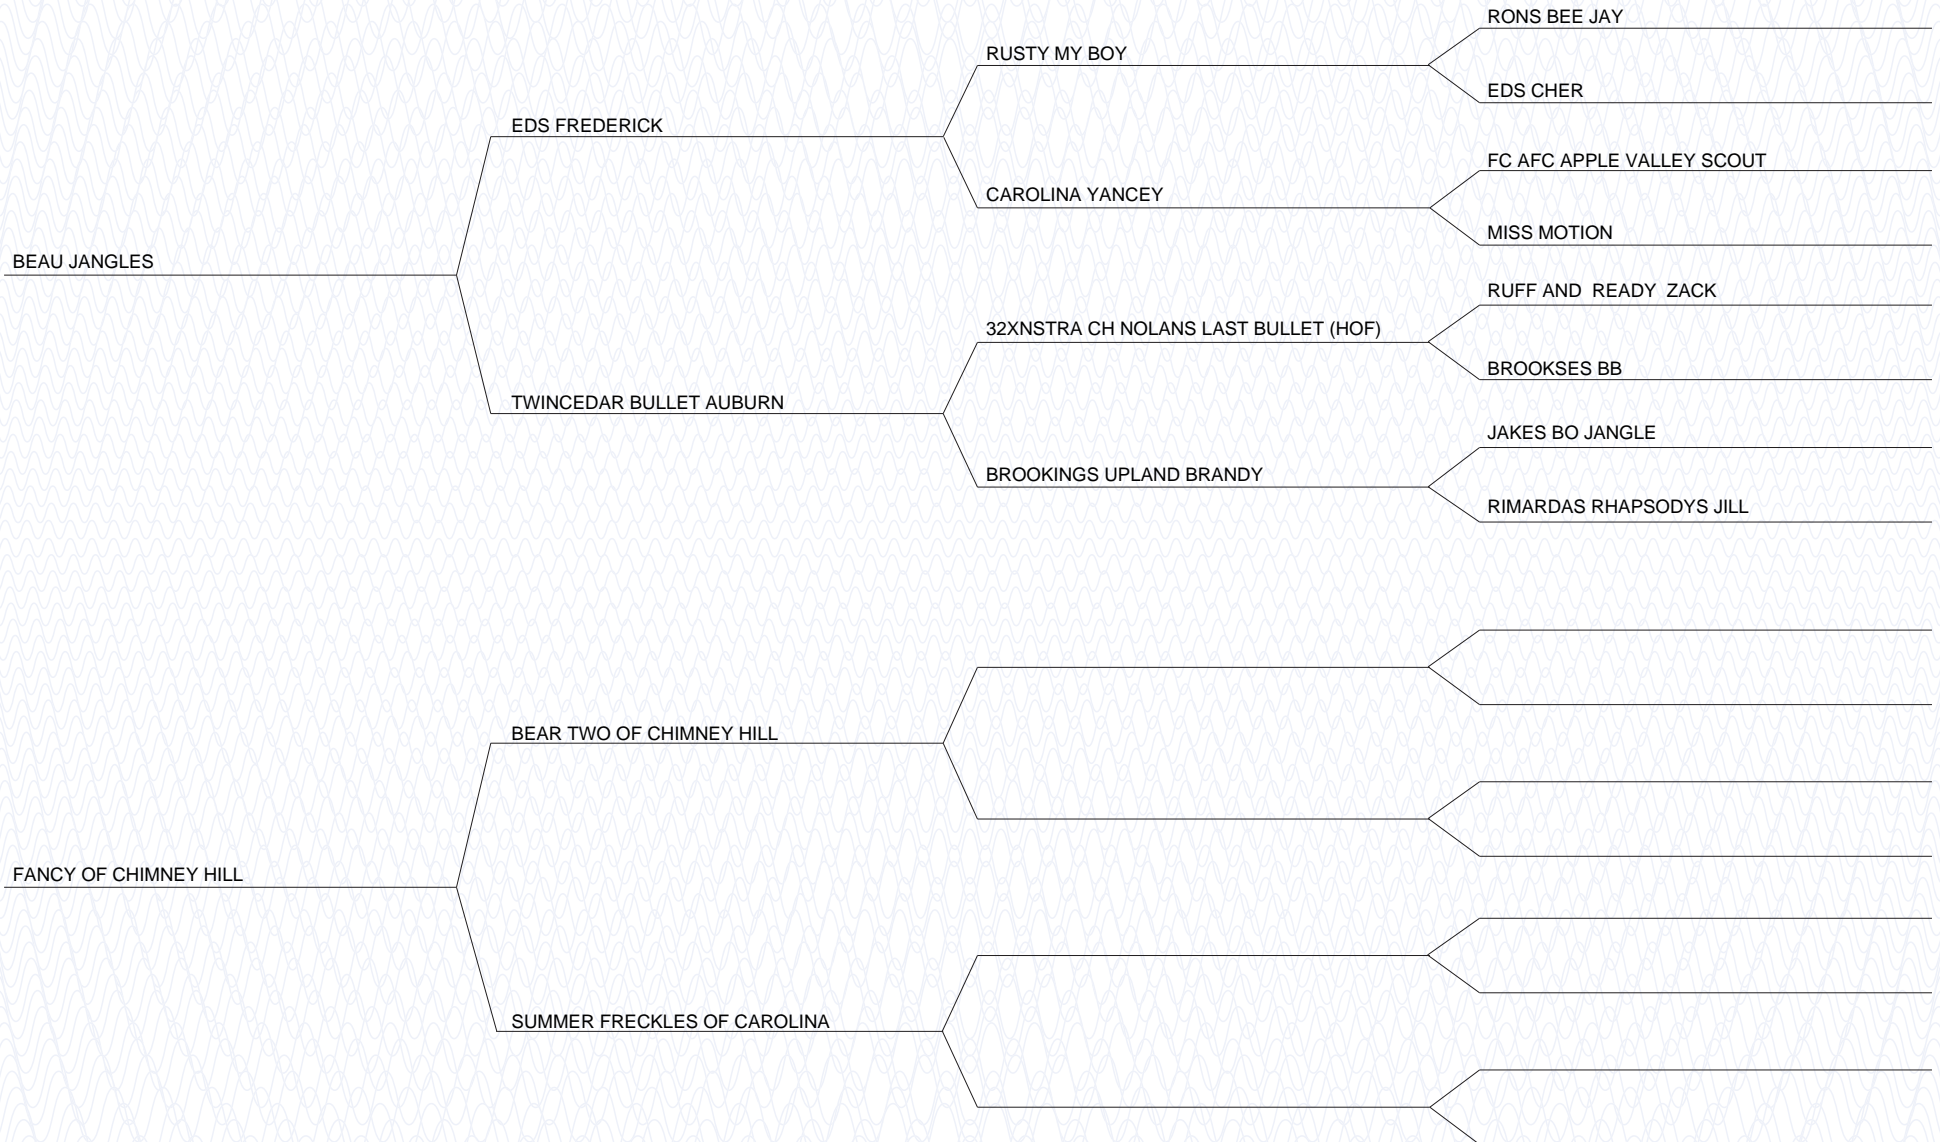 RONS BEE JAY
RUSTY MY BOY
EDS CHER
EDS FREDERICK
FC AFC APPLE VALLEY SCOUT
CAROLINA YANCEY
MISS MOTION
BEAU JANGLES
RUFF AND  READY  ZACK
32XNSTRA CH NOLANS LAST BULLET (HOF)
BROOKSES BB
TWINCEDAR BULLET AUBURN
JAKES BO JANGLE
BROOKINGS UPLAND BRANDY
RIMARDAS RHAPSODYS JILL
BEAR TWO OF CHIMNEY HILL
FANCY OF CHIMNEY HILL
SUMMER FRECKLES OF CAROLINA